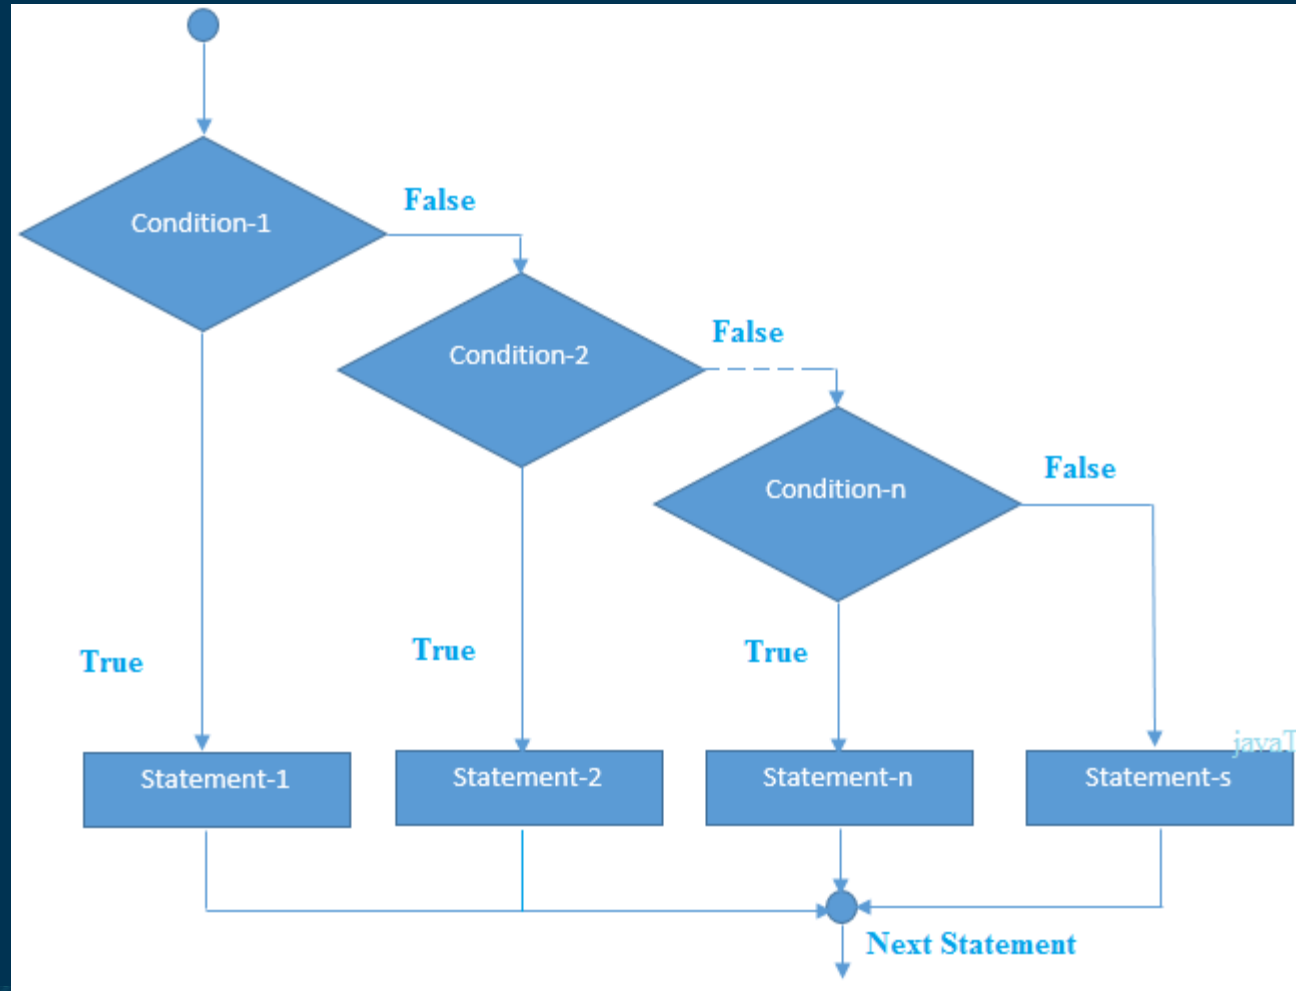 Condition-1
False
Condition-2
False
Condition-n
False
True
True
True
Statement-1
Statement-2
Statement-n
Statement-s
Next Statement